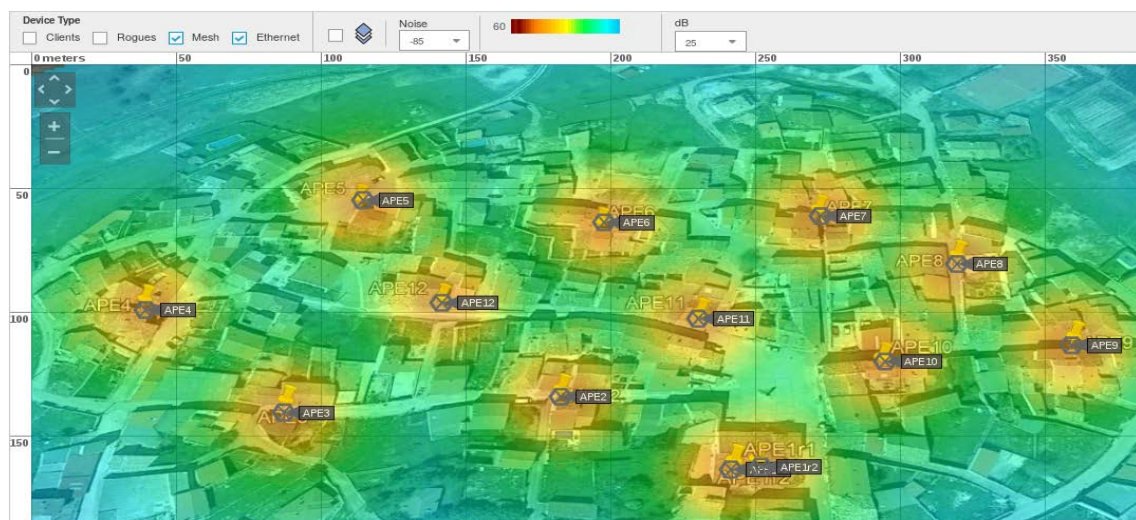 Device Type
Clients Rogues Mesh Ethernet
Noise
-85
60
dB
25
0 meters 50 100 150 200 250 300 350
0
50
100
150
APE5 APE5
APE6
APE7 APE7
APE8 APE8
APE4 APE4
APE12 APE12
APE11 APE11
APE10 APE10
APE9
APE3
APE2
APE1r1
APE1r2